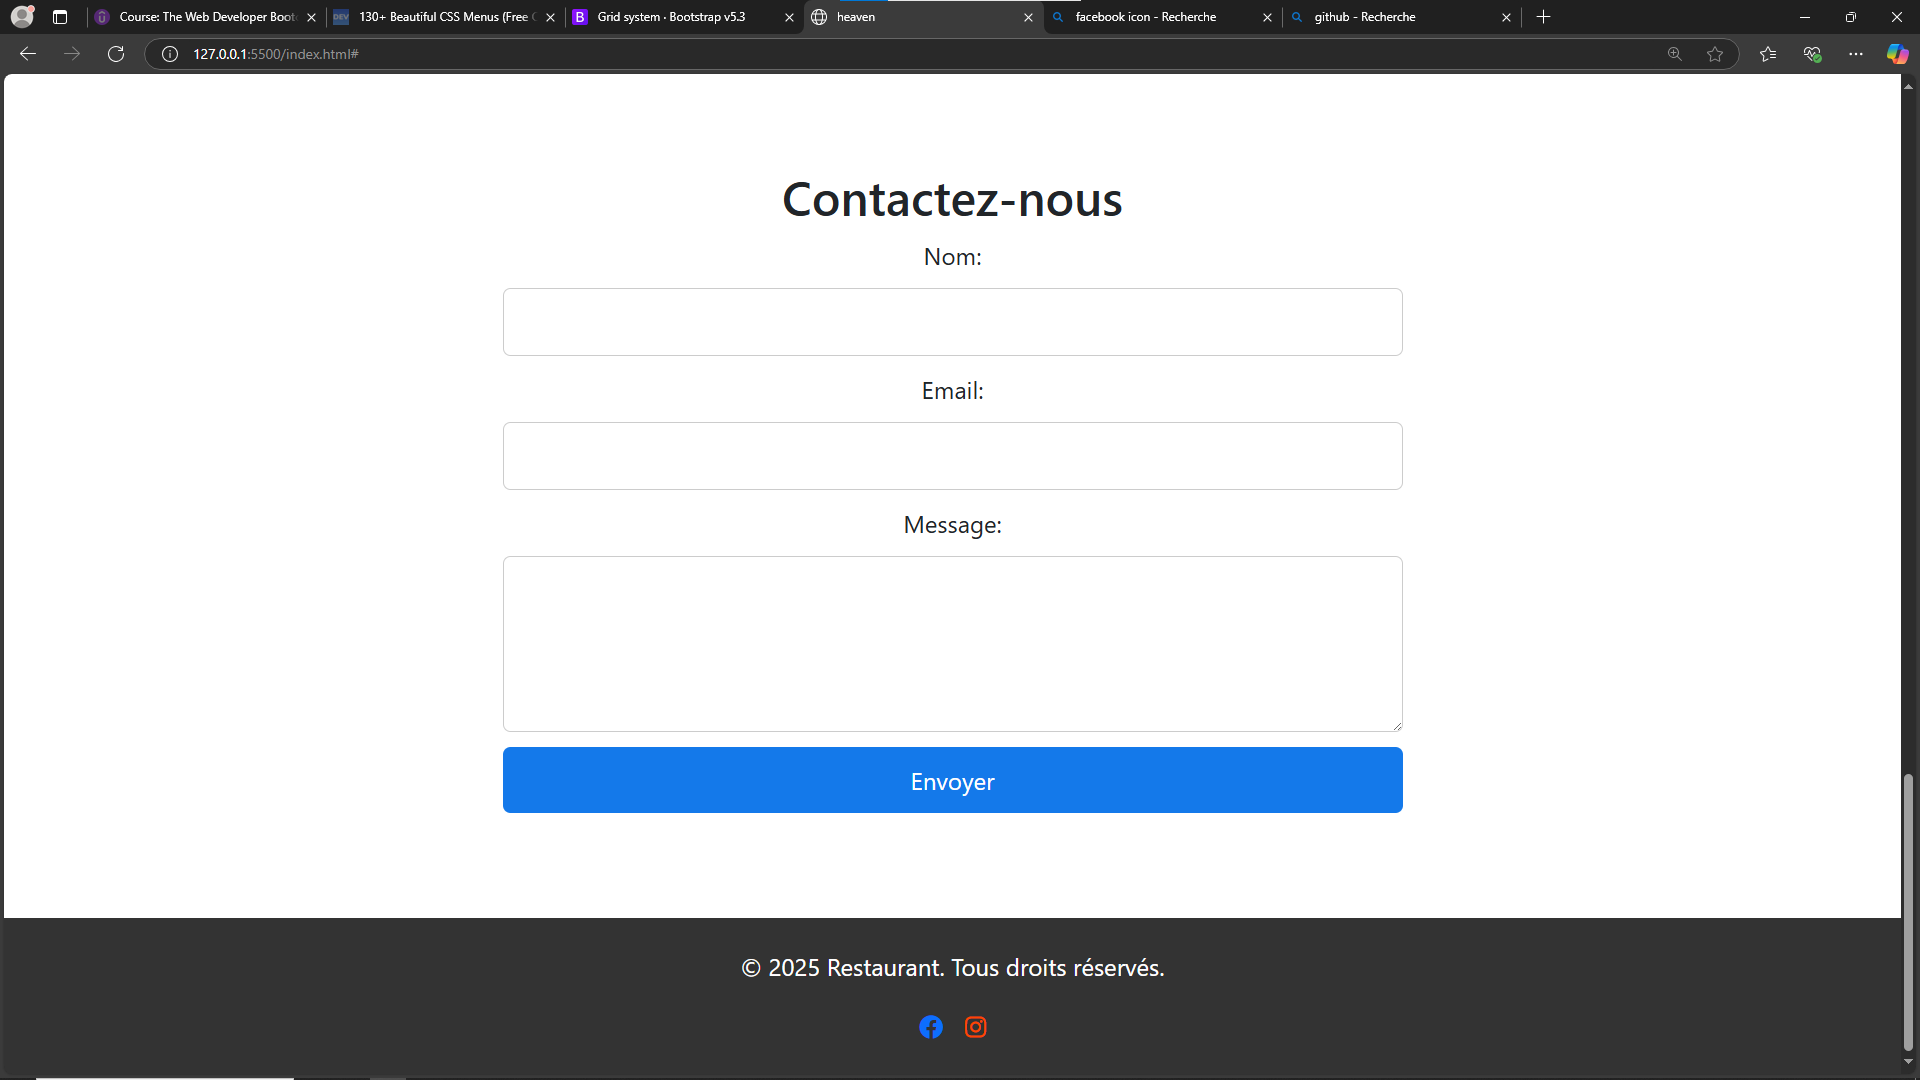 Course: The Web Developer Boot
130+ Beautiful CSS Menus (Free
Grid system · Bootstrap v5.3
heaven
facebook icon - Recherche
github - Recherche
127.0.0.1:5500/index.html#
Contactez-nous
Nom:
Email:
Message:
Envoyer
© 2025 Restaurant. Tous droits réservés.